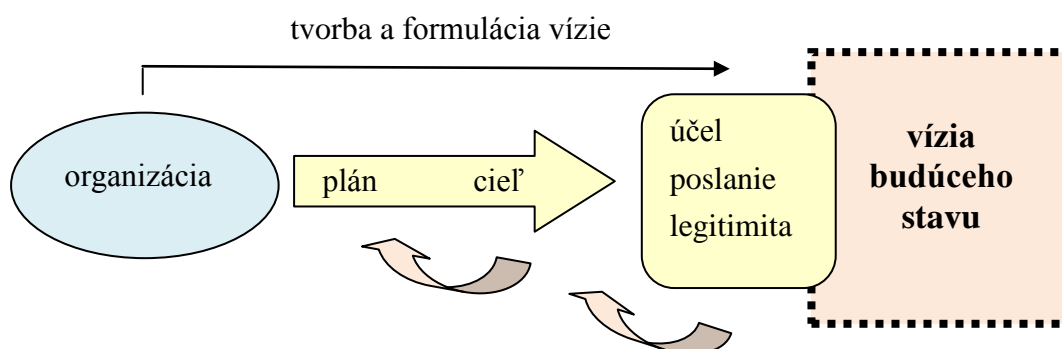 tvorba a formulácia vízie
organizácia
plán cieľ
účel
poslanie
legitimita
vízia
budúceho
stavu